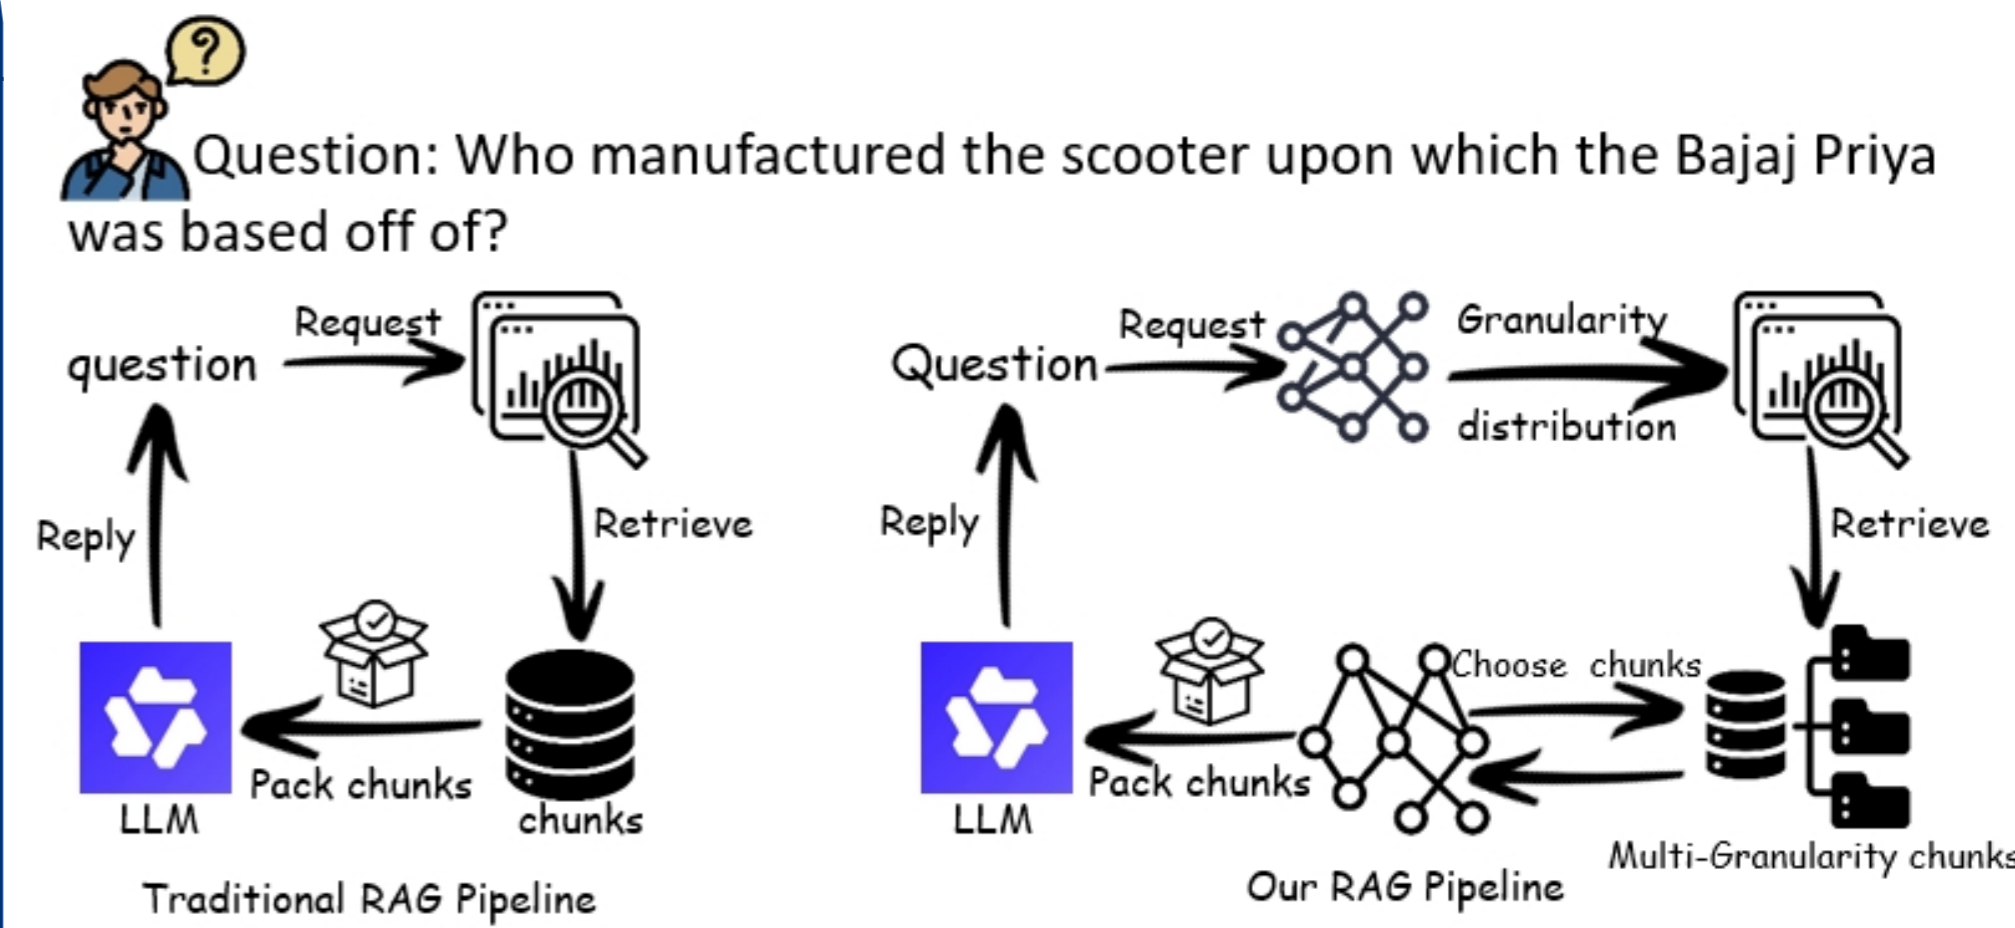 ?
Question: Who manufactured the scooter upon which the Bajaj Priya
was based off of?
question
Request
Retrieve
Reply
Pack chunks
LLM
chunks
Traditional RAG Pipeline
Question
Request
Granularity
distribution
Retrieve
Reply
Choose chunks
Pack chunks
LLM
Multi-Granularity chunks
Our RAG Pipeline